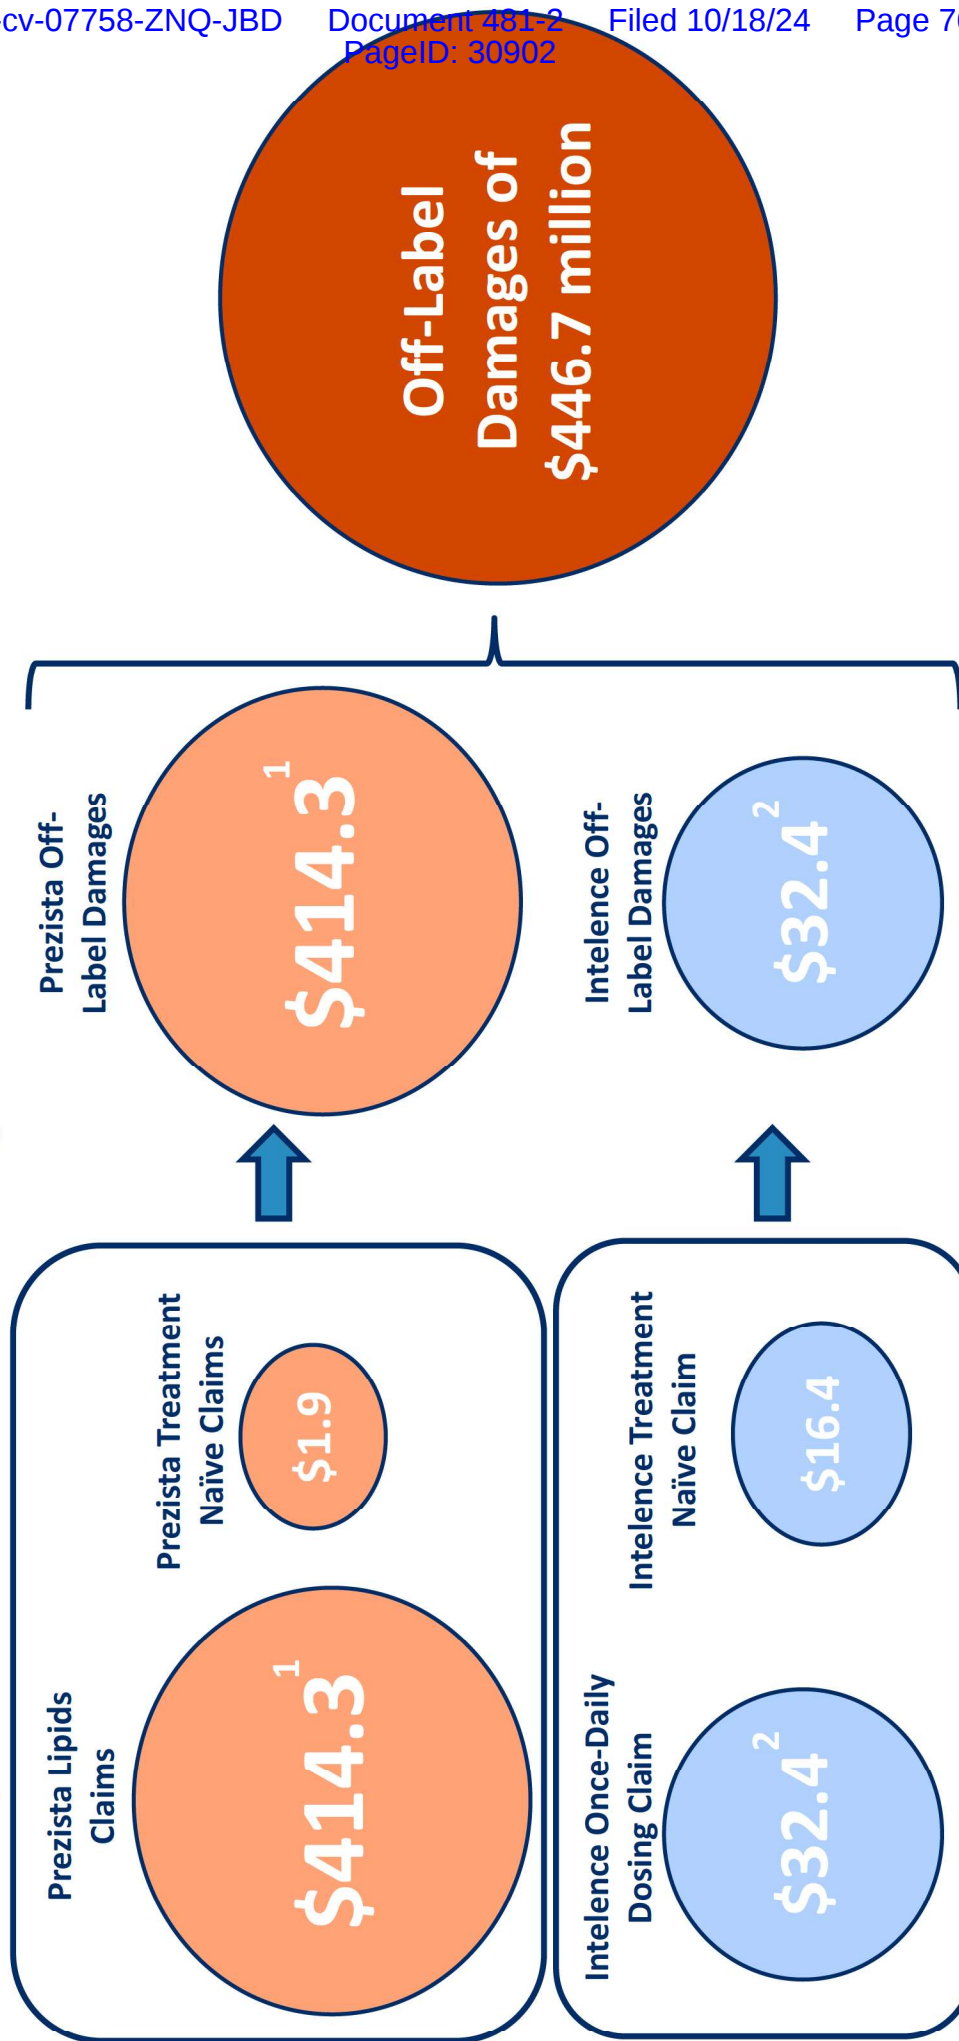 -cv-07758-ZNQ-JBD Document 481-2 Filed 10/18/24 Page 7
PageID: 30902
Prezista Lipids
Claims
$414.3 1
Prezista Treatment
Naïve Claims
$1.9
Prezista Off-
Label Damages
$414.3 1
Intelence Once-Daily
Dosing Claim
$32.4 2
Intelence Treatment
Naïve Claim
$16.4
Intelence Off-
Label Damages
$32.4 2
Off-Label
Damages of
$446.7 million